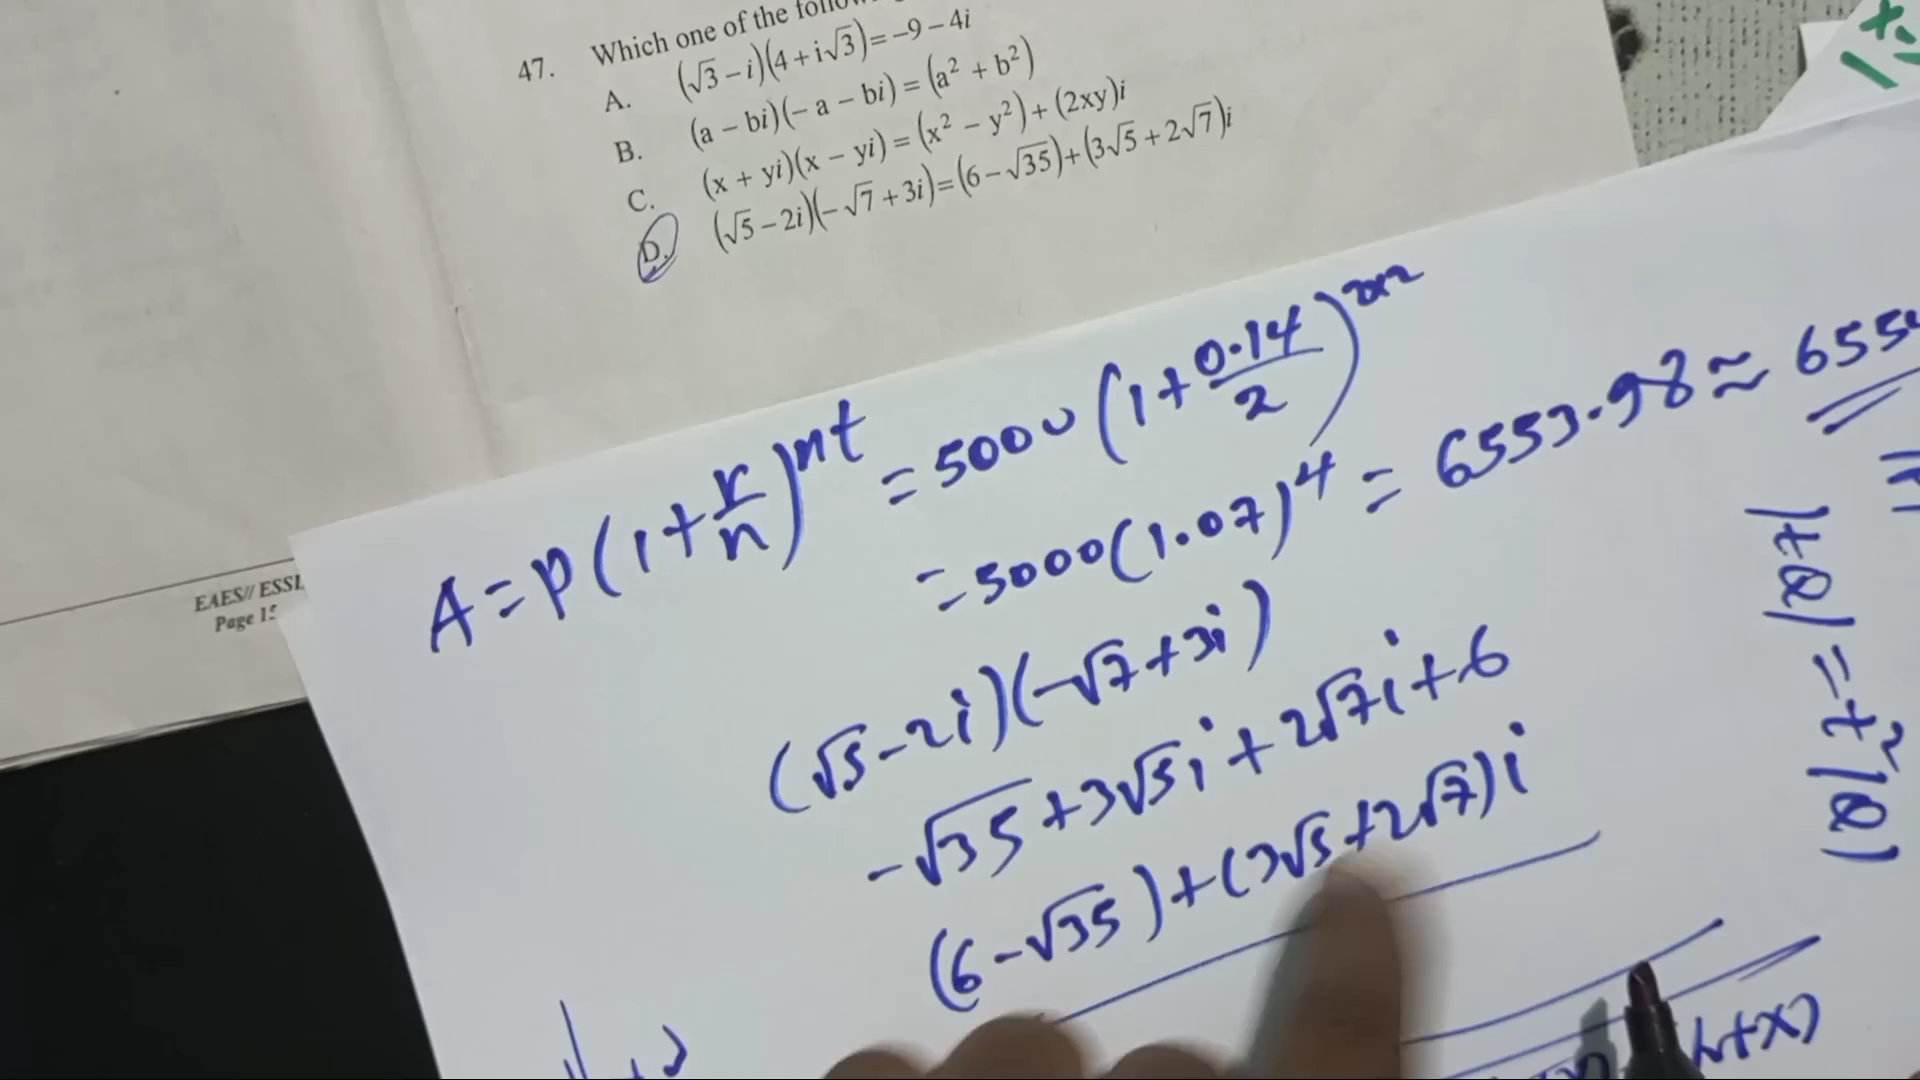 47. Which one of the
A. (√3 – i)(4 + i√3) = –9 – 4i
B. (a – bi)(– a – bi) = (a² + b²)
C. (x + yi)(x – yi) = (x² – y²) + (2xy)i
D. (√5 – 2i)(– √7 + 3i) = (6 – √35) + (3√5 + 2√7)i
A = P(1 + r/n)^nt = 5000(1 + 0.14/2)^2x2
= 5000(1.07)^4 = 6553.98 ≈ 655
(√5 - 2i)(-√7 + 3i)
-√35 + 3√5i + 2√7i + 6
(6 - √35) + (3√5 + 2√7)i
EAES// ESSL
Page 15